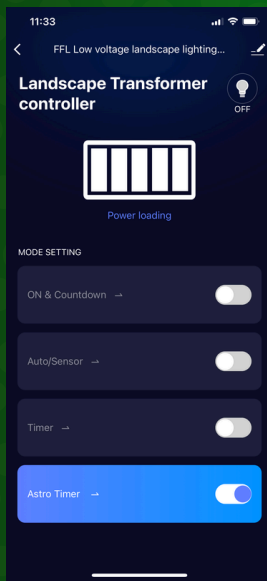 11:33
FFL Low voltage landscape lighting...
Landscape Transformer
controller
OFF
Power loading
MODE SETTING
ON & Countdown →
Auto/Sensor →
Timer →
Astro Timer →